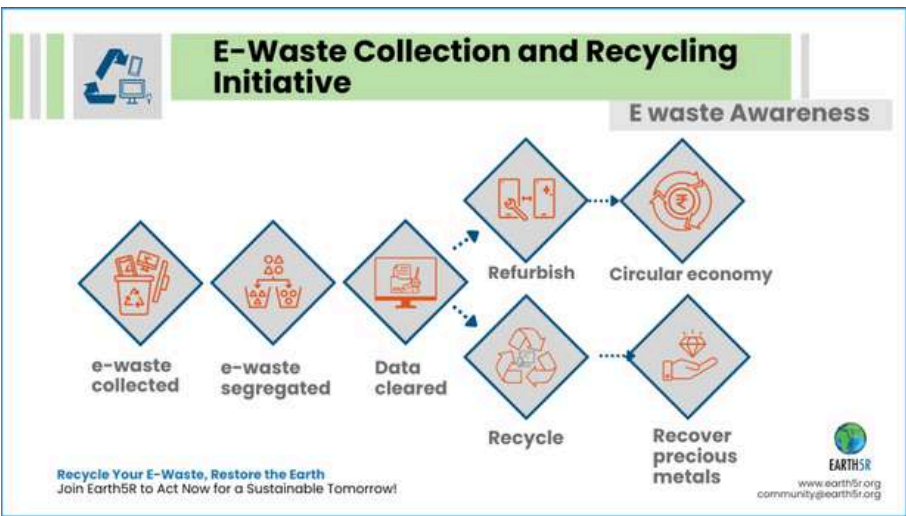 E-Waste Collection and Recycling
Initiative
E waste Awareness
e-waste
collected
e-waste
segregated
Data
cleared
Refurbish
Circular economy
Recycle
Recover
precious
metals
Recycle Your E-Waste, Restore the Earth
Join Earth5R to Act Now for a Sustainable Tomorrow!
EARTH5R
www.earth5r.org
community@earth5r.org